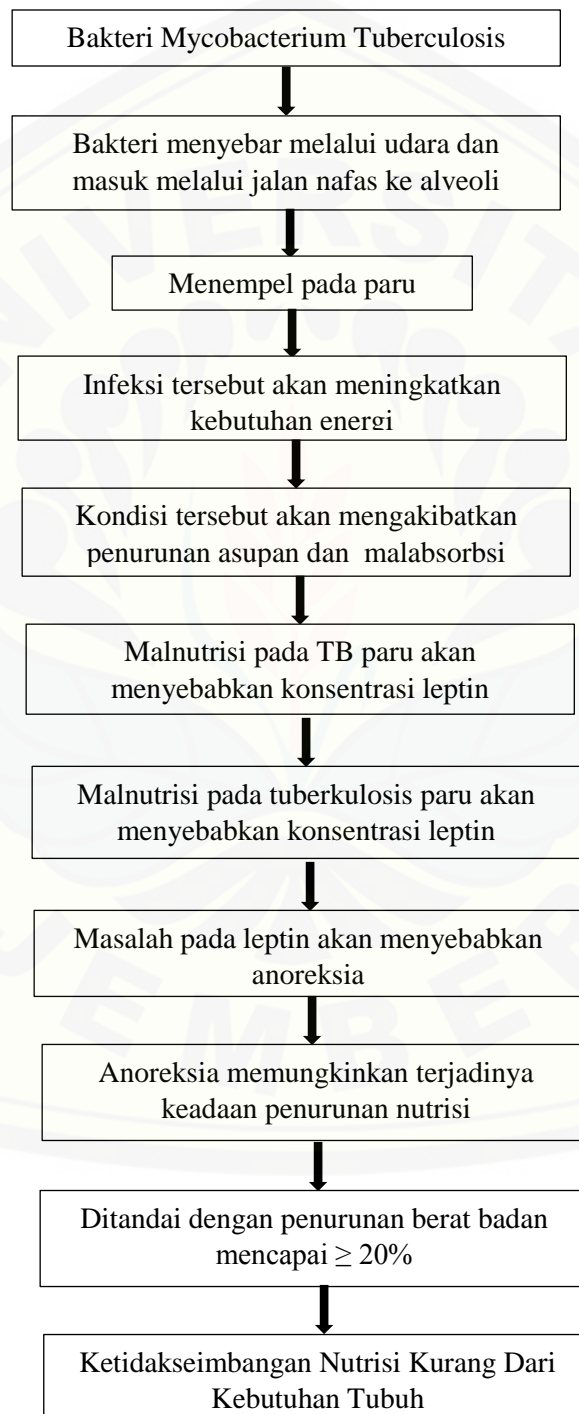 Bakteri Mycobacterium Tuberculosis
Bakteri menyebar melalui udara dan
masuk melalui jalan nafas ke alveoli
Menempel pada paru
Infeksi tersebut akan meningkatkan
kebutuhan energi
Kondisi tersebut akan mengakibatkan
penurunan asupan dan malabsorbsi
Malnutrisi pada TB paru akan
menyebabkan konsentrasi leptin
Malnutrisi pada tuberkulosis paru akan
menyebabkan konsentrasi leptin
Masalah pada leptin akan menyebabkan
anoreksia
Anoreksia memungkinkan terjadinya
keadaan penurunan nutrisi
Ditandai dengan penurunan berat badan
mencapai ≥ 20%
Ketidakseimbangan Nutrisi Kurang Dari
Kebutuhan Tubuh